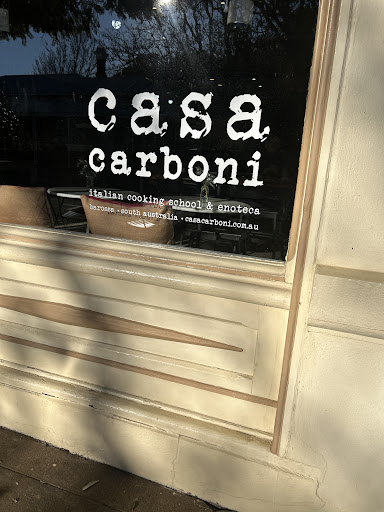 casa
carboni
italian cooking school & enoteca
barossa · south australia · casacarboni.com.au